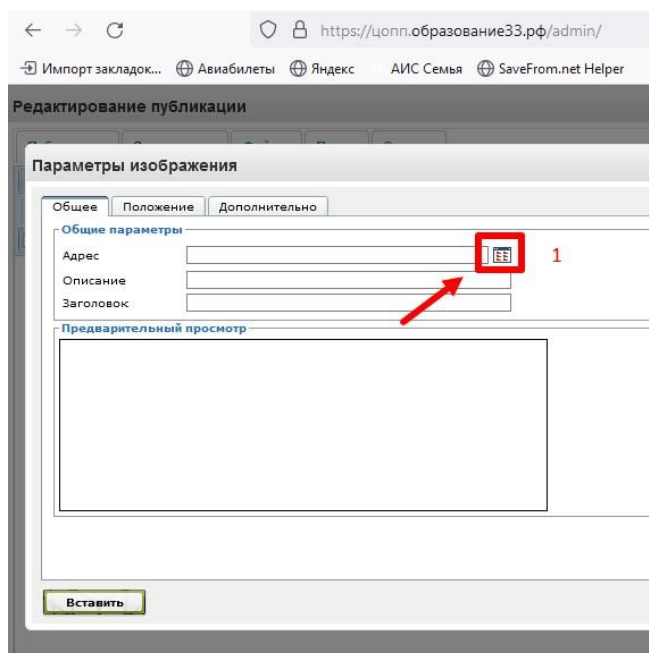 https://цопп.образование33.рф/admin/
Импорт закладок... Авиабилеты Яндекс АИС Семья SaveFrom.net Helper
Редактирование публикации
Параметры изображения
Общее Положение Дополнительно
Общие параметры
Адрес 1
Описание
Заголовок
Предварительный просмотр
Вставить